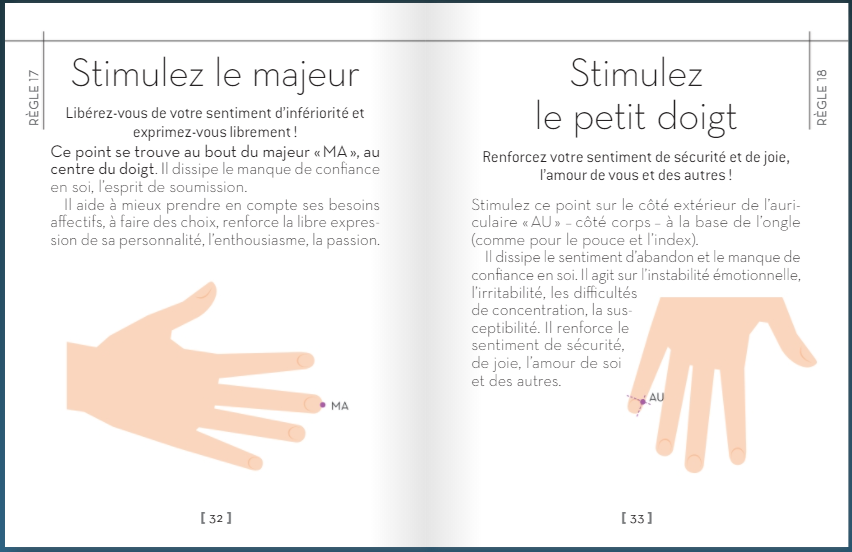 RÈGLE 17
Stimulez le majeur
Libérez-vous de votre sentiment d'infériorité et
exprimez-vous librement !
Ce point se trouve au bout du majeur « MA », au
centre du doigt. Il dissipe le manque de confiance
en soi, l'esprit de soumission.
Il aide à mieux prendre en compte ses besoins
affectifs, à faire des choix, renforce la libre expres-
sion de sa personnalité, l'enthousiasme, la passion.
MA
[ 32 ]
RÈGLE 18
Stimulez
le petit doigt
Renforcez votre sentiment de sécurité et de joie,
l'amour de vous et des autres !
Stimulez ce point sur le côté extérieur de l'auri-
culaire « AU » – côté corps – à la base de l'ongle
(comme pour le pouce et l'index).
Il dissipe le sentiment d'abandon et le manque de
confiance en soi. Il agit sur l'instabilité émotionnelle,
l'irritabilité, les difficultés
de concentration, la sus-
ceptibilité. Il renforce le
sentiment de sécurité,
de joie, l'amour de soi
et des autres.
AU
[ 33 ]